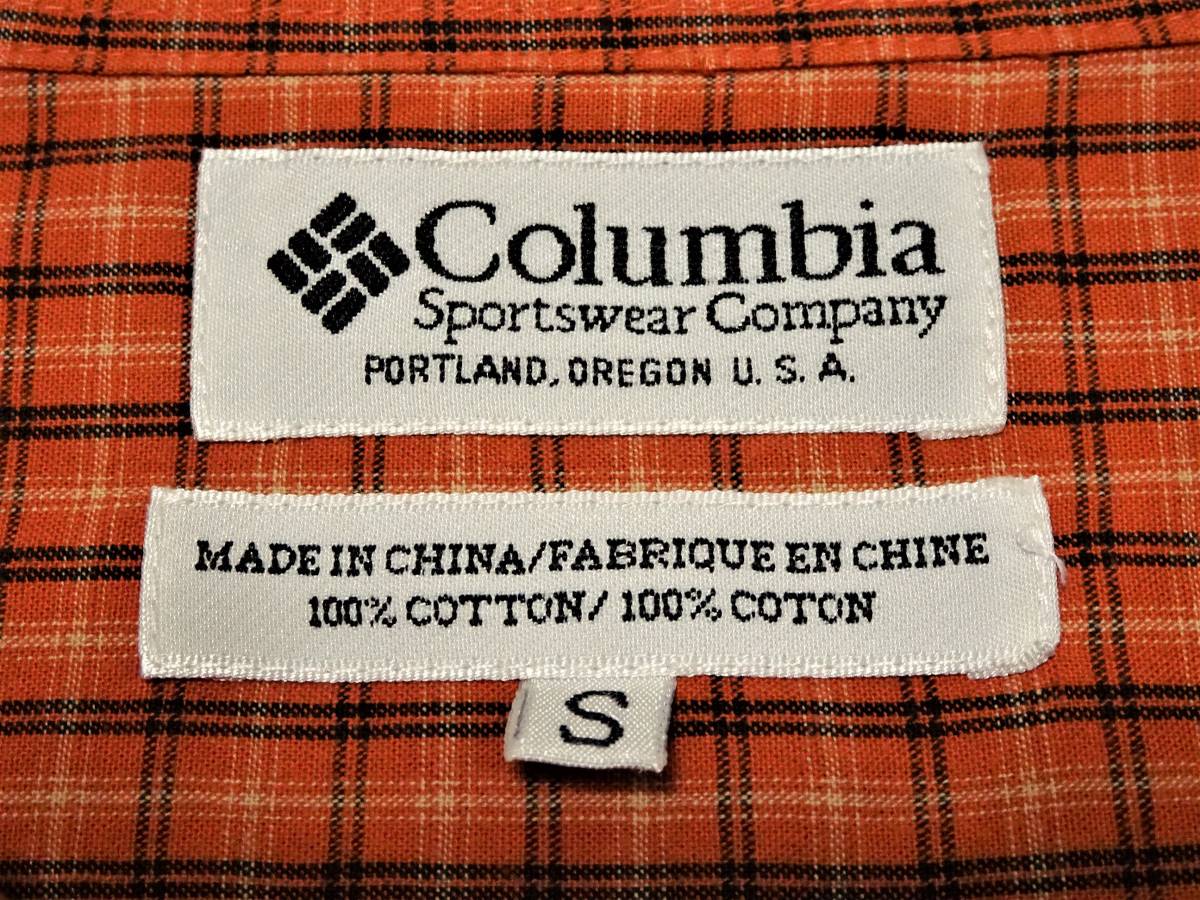 Columbia
Sportswear Company
PORTLAND, OREGON U. S. A.
MADE IN CHINA/FABRIQUE EN CHINE
100% COTTON/ 100% COTON
S